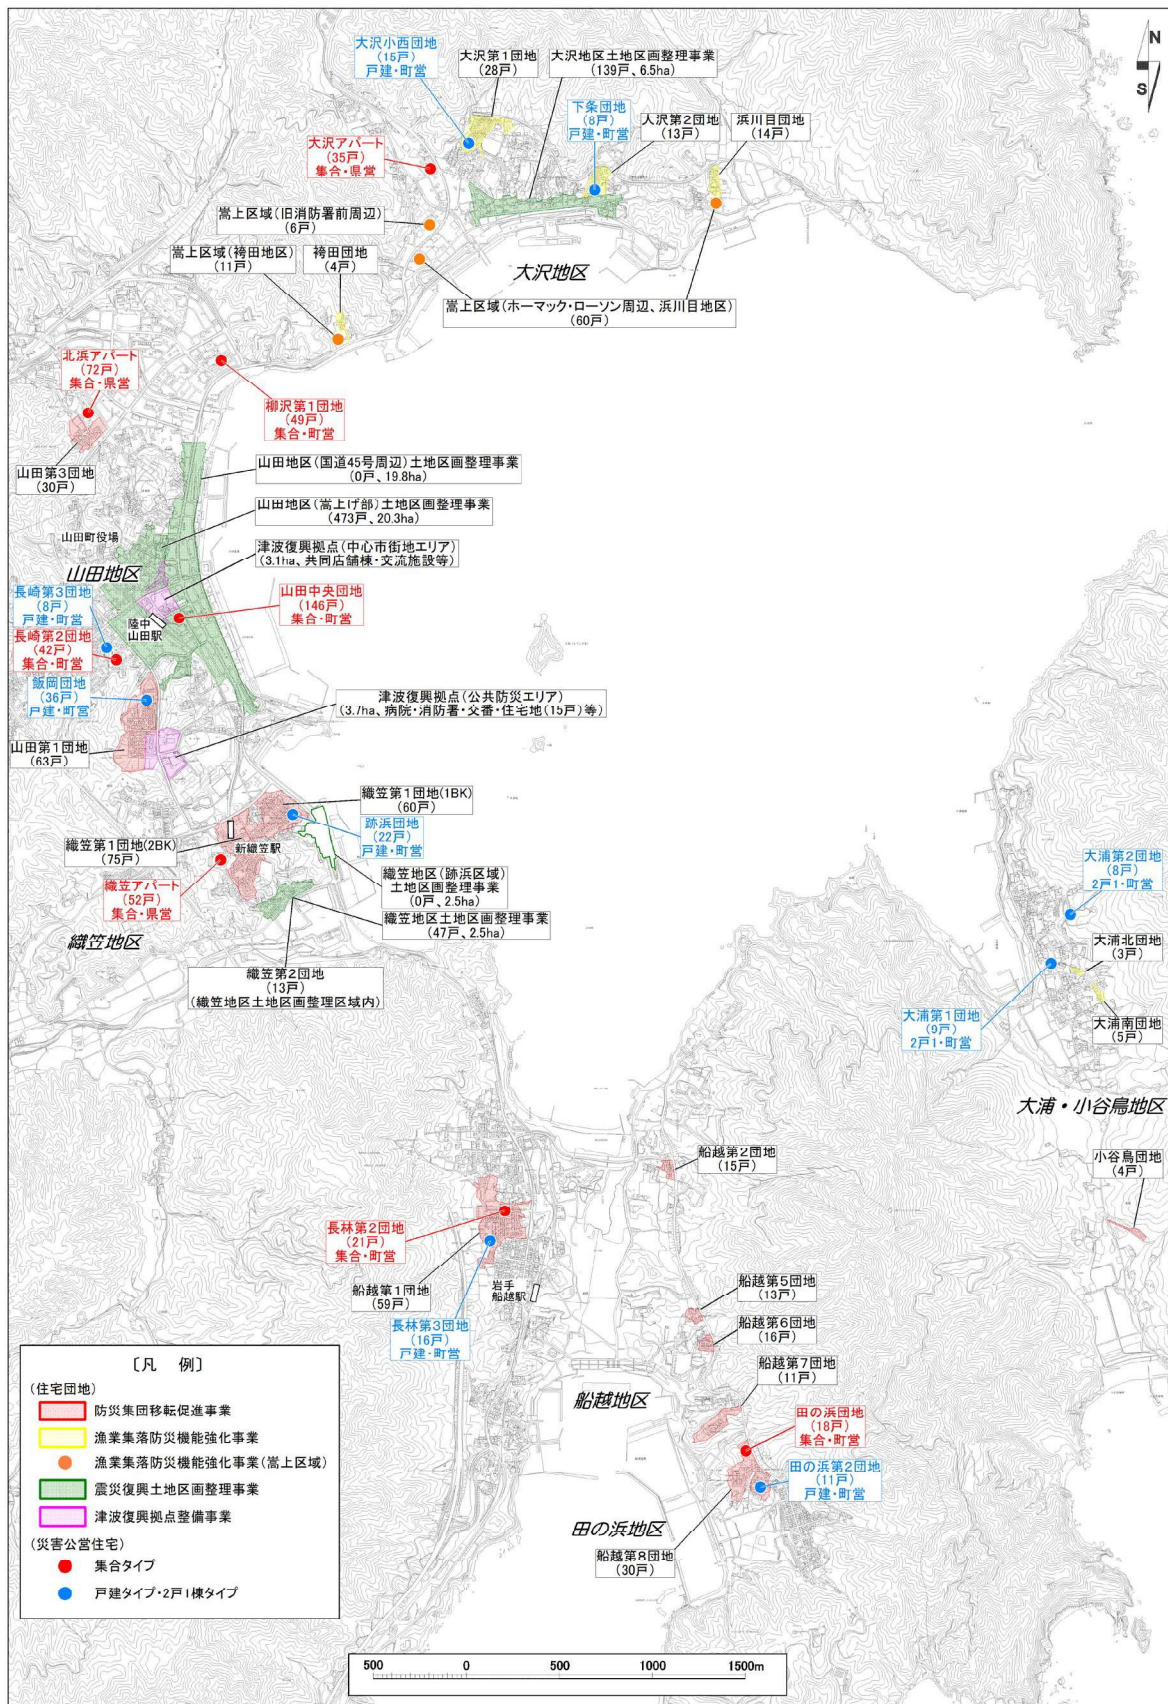 N
S
大沢小西団地
(15戸)
戸建・町営
大沢第1団地
(28戸)
大沢地区土地区画整理事業
(139戸、6.5ha)
下条団地
(8戸)
戸建・町営
人沢第2団地
(13戸)
浜川目団地
(14戸)
大沢アパート
(35戸)
集合・県営
嵩上区域(旧消防署前周辺)
(6戸)
嵩上区域(袴田地区)
(11戸)
袴田団地
(4戸)
大沢地区
嵩上区域(ホーマック・ローソン周辺、浜川目地区)
(60戸)
北浜アパート
(72戸)
集合・県営
柳沢第1団地
(49戸)
集合・町営
山田第3団地
(30戸)
山田地区(国道45号周辺)土地区画整理事業
(0戸、19.8ha)
山田地区(嵩上げ部)土地区画整理事業
(473戸、20.3ha)
山田町役場
津波復興拠点(中心市街地エリア)
(3.1ha、共同店舗棟・交流施設等)
山田地区
長崎第3団地
(8戸)
戸建・町営
山田中央団地
(146戸)
集合・町営
陸中
山田駅
長崎第2団地
(42戸)
集合・町営
飯岡団地
(36戸)
戸建・町営
津波復興拠点(公共防災エリア)
(3.7ha、病院・消防署・交番・住宅地(15戸)等)
山田第1団地
(63戸)
織笠第1団地(1BK)
(60戸)
跡浜団地
(22戸)
戸建・町営
織笠第1団地(2BK)
(75戸)
新織笠駅
織笠地区(跡浜区域)
土地区画整理事業
(0戸、2.5ha)
織笠アパート
(52戸)
集合・県営
織笠地区土地区画整理事業
(47戸、2.5ha)
織笠地区
織笠第2団地
(13戸)
(織笠地区土地区画整理区域内)
大浦第2団地
(8戸)
2戸1・町営
大浦北団地
(3戸)
大浦第1団地
(9戸)
2戸1・町営
大浦南団地
(5戸)
大浦・小谷鳥地区
小谷鳥団地
(4戸)
船越第2団地
(15戸)
長林第2団地
(21戸)
集合・町営
船越第1団地
(59戸)
岩手
船越駅
長林第3団地
(16戸)
戸建・町営
船越第5団地
(13戸)
船越第6団地
(16戸)
船越第7団地
(11戸)
船越地区
田の浜団地
(18戸)
集合・町営
田の浜第2団地
(11戸)
戸建・町営
田の浜地区
船越第8団地
(30戸)
〔凡 例〕
(住宅団地)
防災集団移転促進事業
漁業集落防災機能強化事業
漁業集落防災機能強化事業(嵩上区域)
震災復興土地区画整理事業
津波復興拠点整備事業
(災害公営住宅)
集合タイプ
戸建タイプ・2戸1棟タイプ
500 0 500 1000 1500m